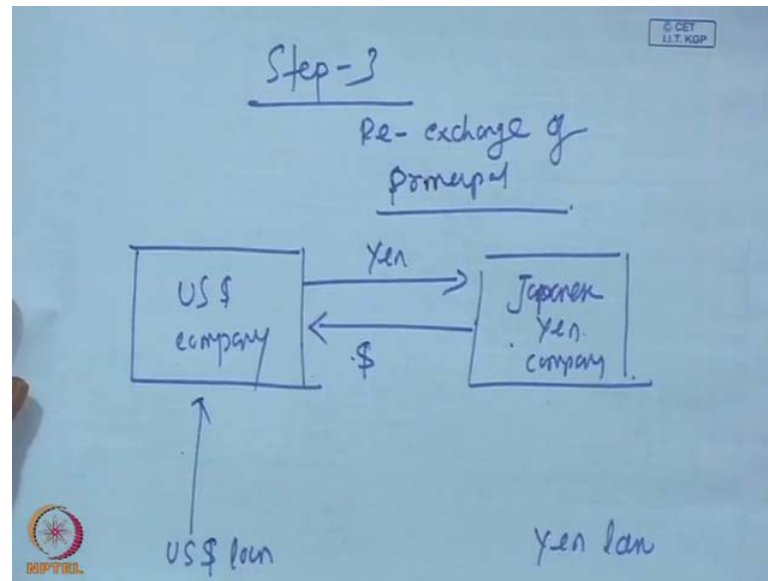 © CET
I.I.T. KGP
Step-3
Re-exchange of
principal
Yen
US $
company
$
Japanese
Yen
company
US $ loan
Yen loan
NPTEL